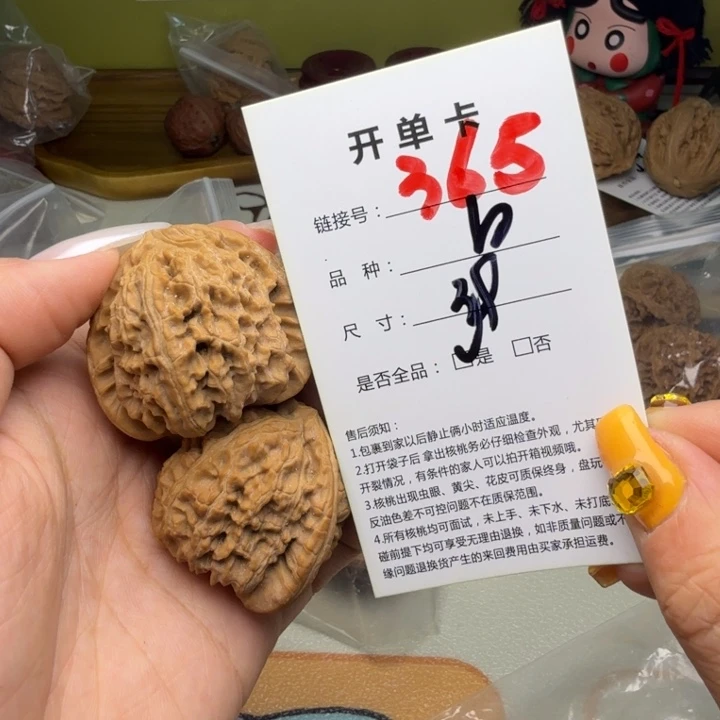 开单卡
链接号：365
品 种：h
尺 寸：38
是否全品：□是 □否
售后须知：
1.包裹到家以后静止俩小时适应温度。
2.打开袋子后 拿出核桃务必仔细检查外观，尤其
开裂情况，有条件的家人可以拍开箱视频哦。
3.核桃出现虫眼、黄尖、花皮可质保终身，盘玩
反油色差不可控问题不在质保范围。
4.所有核桃均可面试，未上手、未下水、未打底
碰前提下均可享受无理由退换，如非质量问题或不
缘问题退换货产生的来回费用由买家承担运费。